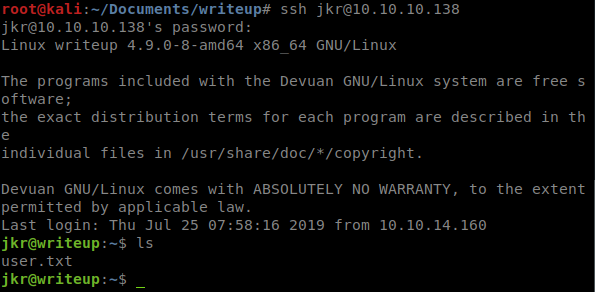 root@kali:~/Documents/writeup# ssh jkr@10.10.10.138
jkr@10.10.10.138's password:
Linux writeup 4.9.0-8-amd64 x86_64 GNU/Linux
The programs included with the Devuan GNU/Linux system are free s
oftware;
the exact distribution terms for each program are described in th
e
individual files in /usr/share/doc/*/copyright.
Devuan GNU/Linux comes with ABSOLUTELY NO WARRANTY, to the extent
permitted by applicable law.
Last login: Thu Jul 25 07:58:16 2019 from 10.10.14.160
jkr@writeup:~$ ls
user.txt
jkr@writeup:~$ _